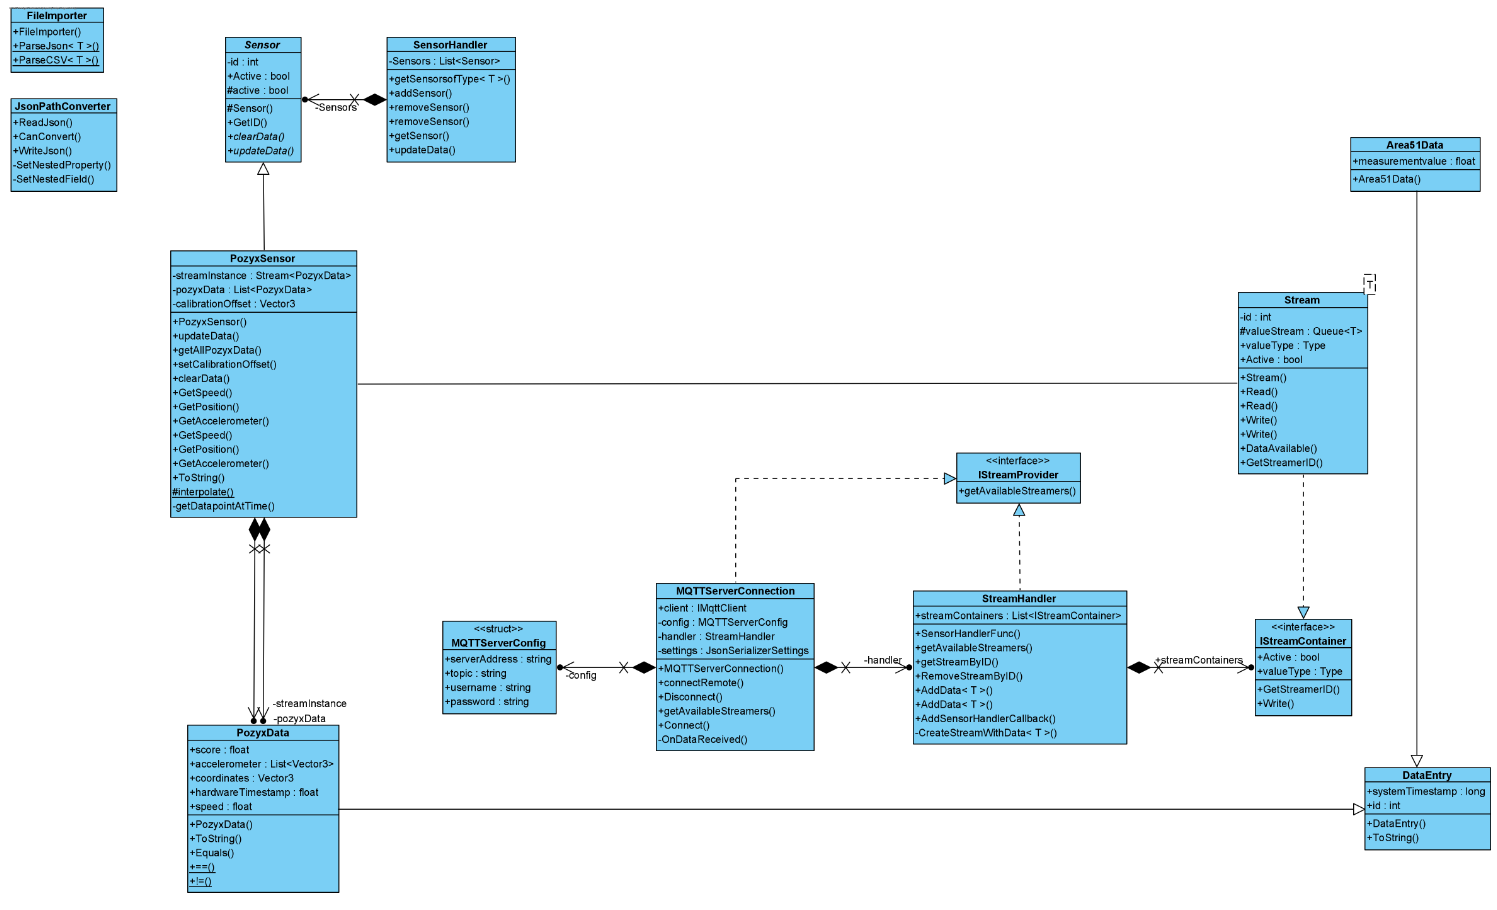 FileImporter
+FileImporter()
+ParseJson< T >()
+ParseCSV< T >()
JsonPathConverter
+ReadJson()
+CanConvert()
+WriteJson()
-SetNestedProperty()
-SetNestedField()
Sensor
-id : int
+Active : bool
#active : bool
#Sensor()
+GetID()
+clearData()
+updateData()
-Sensors
SensorHandler
-Sensors : List<Sensor>
+getSensorsofType< T >()
+addSensor()
+removeSensor()
+removeSensor()
+getSensor()
+updateData()
Area51Data
+measurementvalue : float
+Area51Data()
PozyxSensor
-streamInstance : Stream<PozyxData>
-pozyxData : List<PozyxData>
-calibrationOffset : Vector3
+PozyxSensor()
+updateData()
+getAllPozyxData()
+setCalibrationOffset()
+clearData()
+GetSpeed()
+GetPosition()
+GetAccelerometer()
+GetSpeed()
+GetPosition()
+GetAccelerometer()
+ToString()
#interpolate()
-getDatapointAtTime()
T
Stream
-id : int
#valueStream : Queue<T>
+valueType : Type
+Active : bool
+Stream()
+Read()
+Read()
+Write()
+Write()
+DataAvailable()
+GetStreamerID()
<<interface>>
IStreamProvider
+getAvailableStreamers()
<<struct>>
MQTTServerConfig
+serverAddress : string
+topic : string
+username : string
+password : string
-config
MQTTServerConnection
+client : IMqttClient
-config : MQTTServerConfig
-handler : StreamHandler
-settings : JsonSerializerSettings
+MQTTServerConnection()
+connectRemote()
+Disconnect()
+getAvailableStreamers()
+Connect()
-OnDataReceived()
-handler
StreamHandler
+streamContainers : List<IStreamContainer>
+SensorHandlerFunc()
+getAvailableStreamers()
+getStreamByID()
+RemoveStreamByID()
+AddData< T >()
+AddData< T >()
+AddSensorHandlerCallback()
-CreateStreamWithData< T >()
+streamContainers
<<interface>>
IStreamContainer
+Active : bool
+valueType : Type
+GetStreamerID()
+Write()
-streamInstance
-pozyxData
PozyxData
+score : float
+accelerometer : List<Vector3>
+coordinates : Vector3
+hardwareTimestamp : float
+speed : float
+PozyxData()
+ToString()
+Equals()
+==()
+!=()
DataEntry
+systemTimestamp : long
+id : int
+DataEntry()
+ToString()